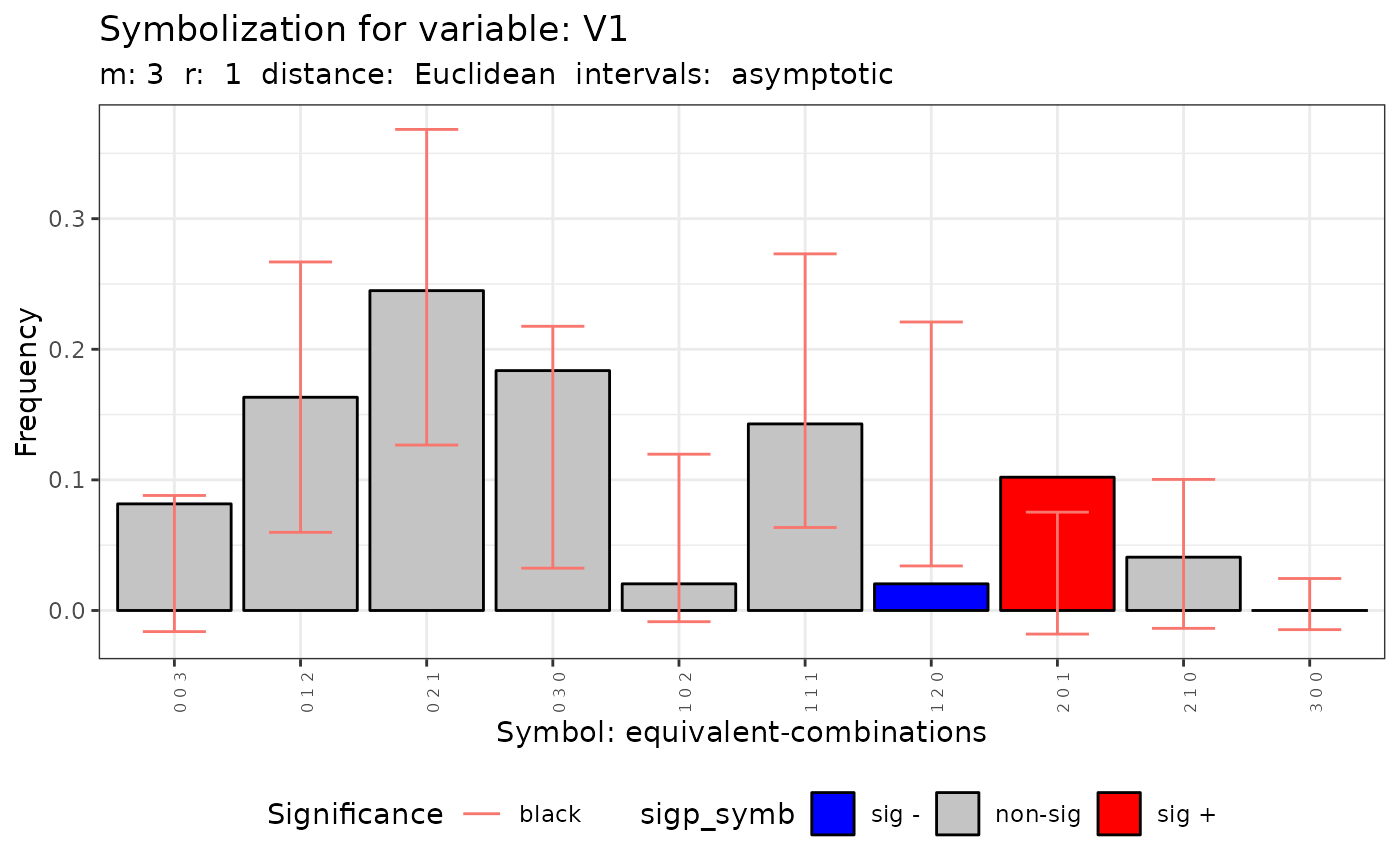 Symbolization for variable: V1
m: 3 r: 1 distance: Euclidean intervals: asymptotic
Frequency
0.3
0.2
0.1
0.0
0 0 3
0 1 2
0 2 1
0 3 0
1 0 2
1 1 1
1 2 0
2 0 1
2 1 0
3 0 0
Symbol: equivalent-combinations
Significance black sigp_symb sig - non-sig sig +